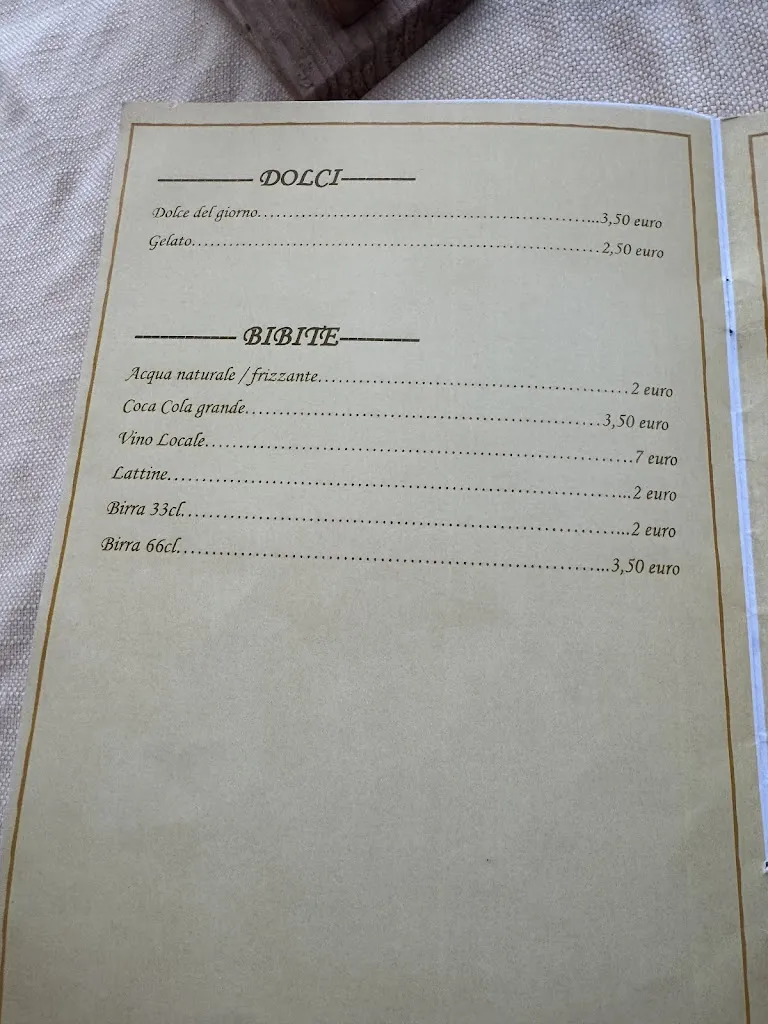 ---------- DOLCI--------
Dolce del giorno...........................................................3,50 euro
Gelato......................................................................2,50 euro
----------- BIBITE---------
Acqua naturale / frizzante....................................................2 euro
Coca Cola grande...........................................................3,50 euro
Vino Locale.....................................................................7 euro
Lattine...........................................................................2 euro
Birra 33cl........................................................................2 euro
Birra 66cl.....................................................................3,50 euro